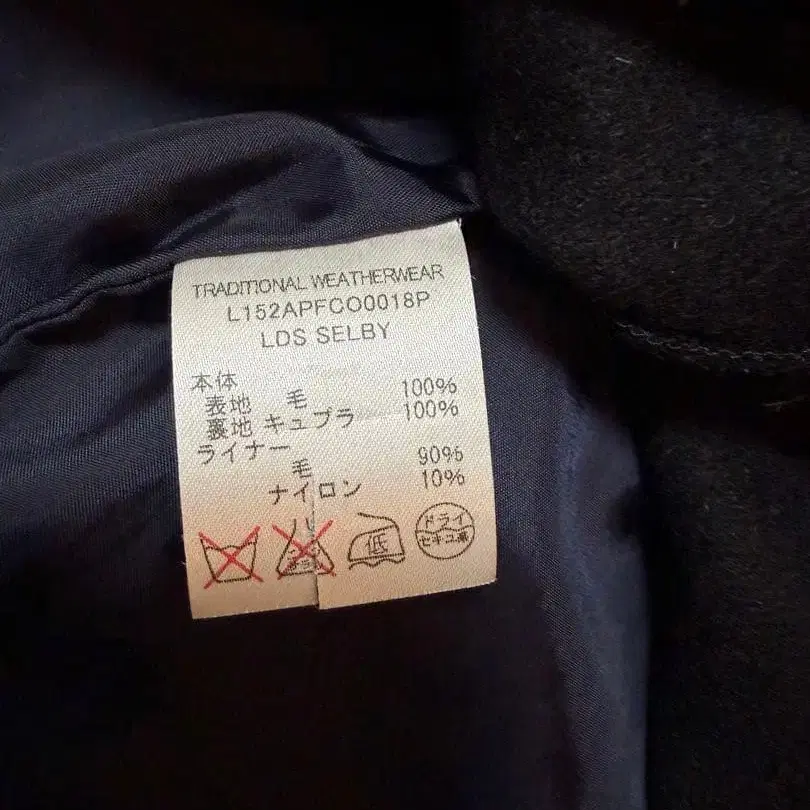 TRADITIONAL WEATHERWEAR
L152APFCO0018P
LDS SELBY
本体
表地 毛 100%
裏地 キュプラ 100%
ライナー
毛 90%
ナイロン 10%
低
ドライ
セキユ系